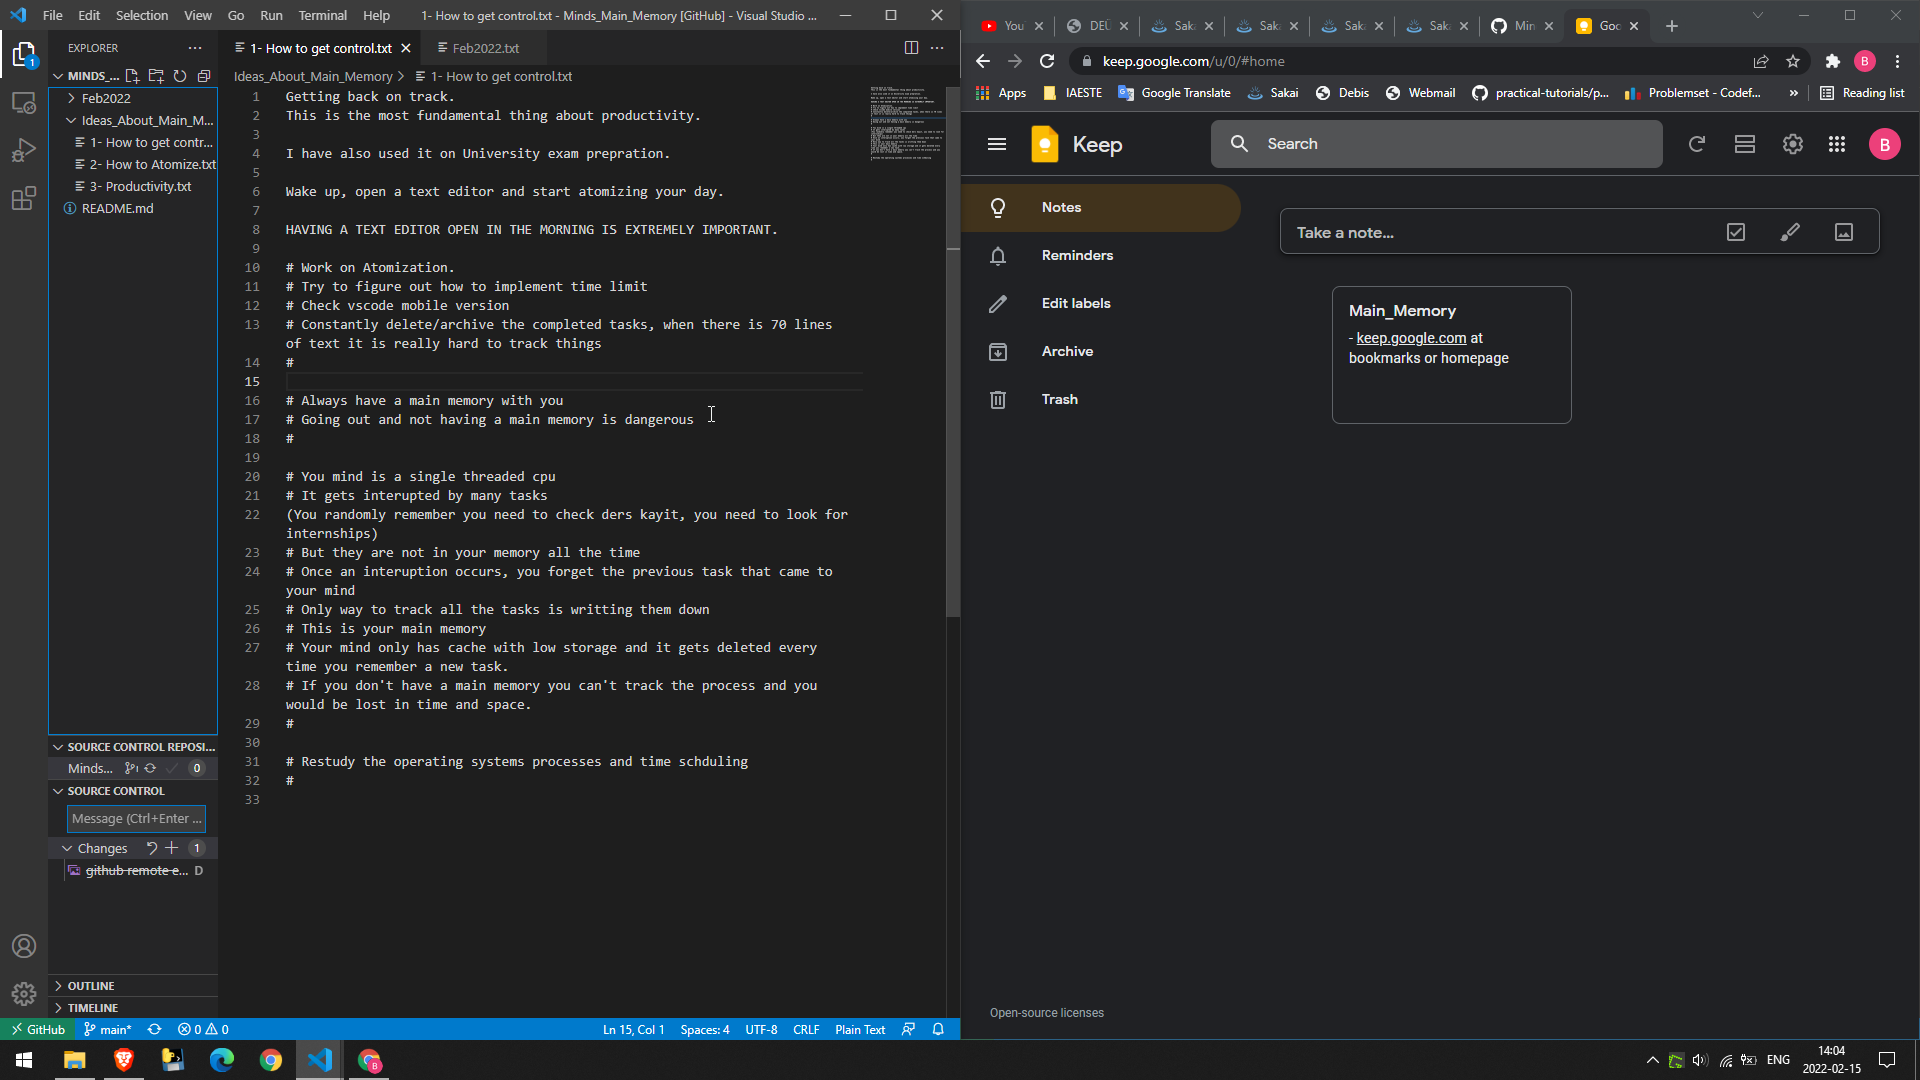 File Edit Selection View Go Run Terminal Help 1- How to get control.txt - Minds_Main_Memory [GitHub] - Visual Studio ...
EXPLORER
MINDS_...
Feb2022
Ideas_About_Main_M...
1- How to get contr...
2- How to Atomize.txt
3- Productivity.txt
README.md
SOURCE CONTROL REPOSI...
Minds... 0
SOURCE CONTROL
Message (Ctrl+Enter ...
Changes 1
github remote e... D
OUTLINE
TIMELINE
1- How to get control.txt Feb2022.txt
Ideas_About_Main_Memory > 1- How to get control.txt
1 Getting back on track.
2 This is the most fundamental thing about productivity.
3
4 I have also used it on University exam prepration.
5
6 Wake up, open a text editor and start atomizing your day.
7
8 HAVING A TEXT EDITOR OPEN IN THE MORNING IS EXTREMELY IMPORTANT.
9
10 # Work on Atomization.
11 # Try to figure out how to implement time limit
12 # Check vscode mobile version
13 # Constantly delete/archive the completed tasks, when there is 70 lines
of text it is really hard to track things
14 #
15
16 # Always have a main memory with you
17 # Going out and not having a main memory is dangerous
18 #
19
20 # You mind is a single threaded cpu
21 # It gets interupted by many tasks
22 (You randomly remember you need to check ders kayit, you need to look for
internships)
23 # But they are not in your memory all the time
24 # Once an interuption occurs, you forget the previous task that came to
your mind
25 # Only way to track all the tasks is writting them down
26 # This is your main memory
27 # Your mind only has cache with low storage and it gets deleted every
time you remember a new task.
28 # If you don't have a main memory you can't track the process and you
would be lost in time and space.
29 #
30
31 # Restudy the operating systems processes and time schduling
32 #
33
GitHub main* 0 0 Ln 15, Col 1 Spaces: 4 UTF-8 CRLF Plain Text
You DEÜ Saka Saka Saka Saka Min Goo
keep.google.com/u/0/#home B
Apps IAESTE Google Translate Sakai Debis Webmail practical-tutorials/p... Problemset - Codef... » Reading list
Keep Search B
Notes
Reminders
Edit labels
Archive
Trash
Take a note...
Main_Memory
- keep.google.com at
bookmarks or homepage
Open-source licenses
ENG 14:04
2022-02-15